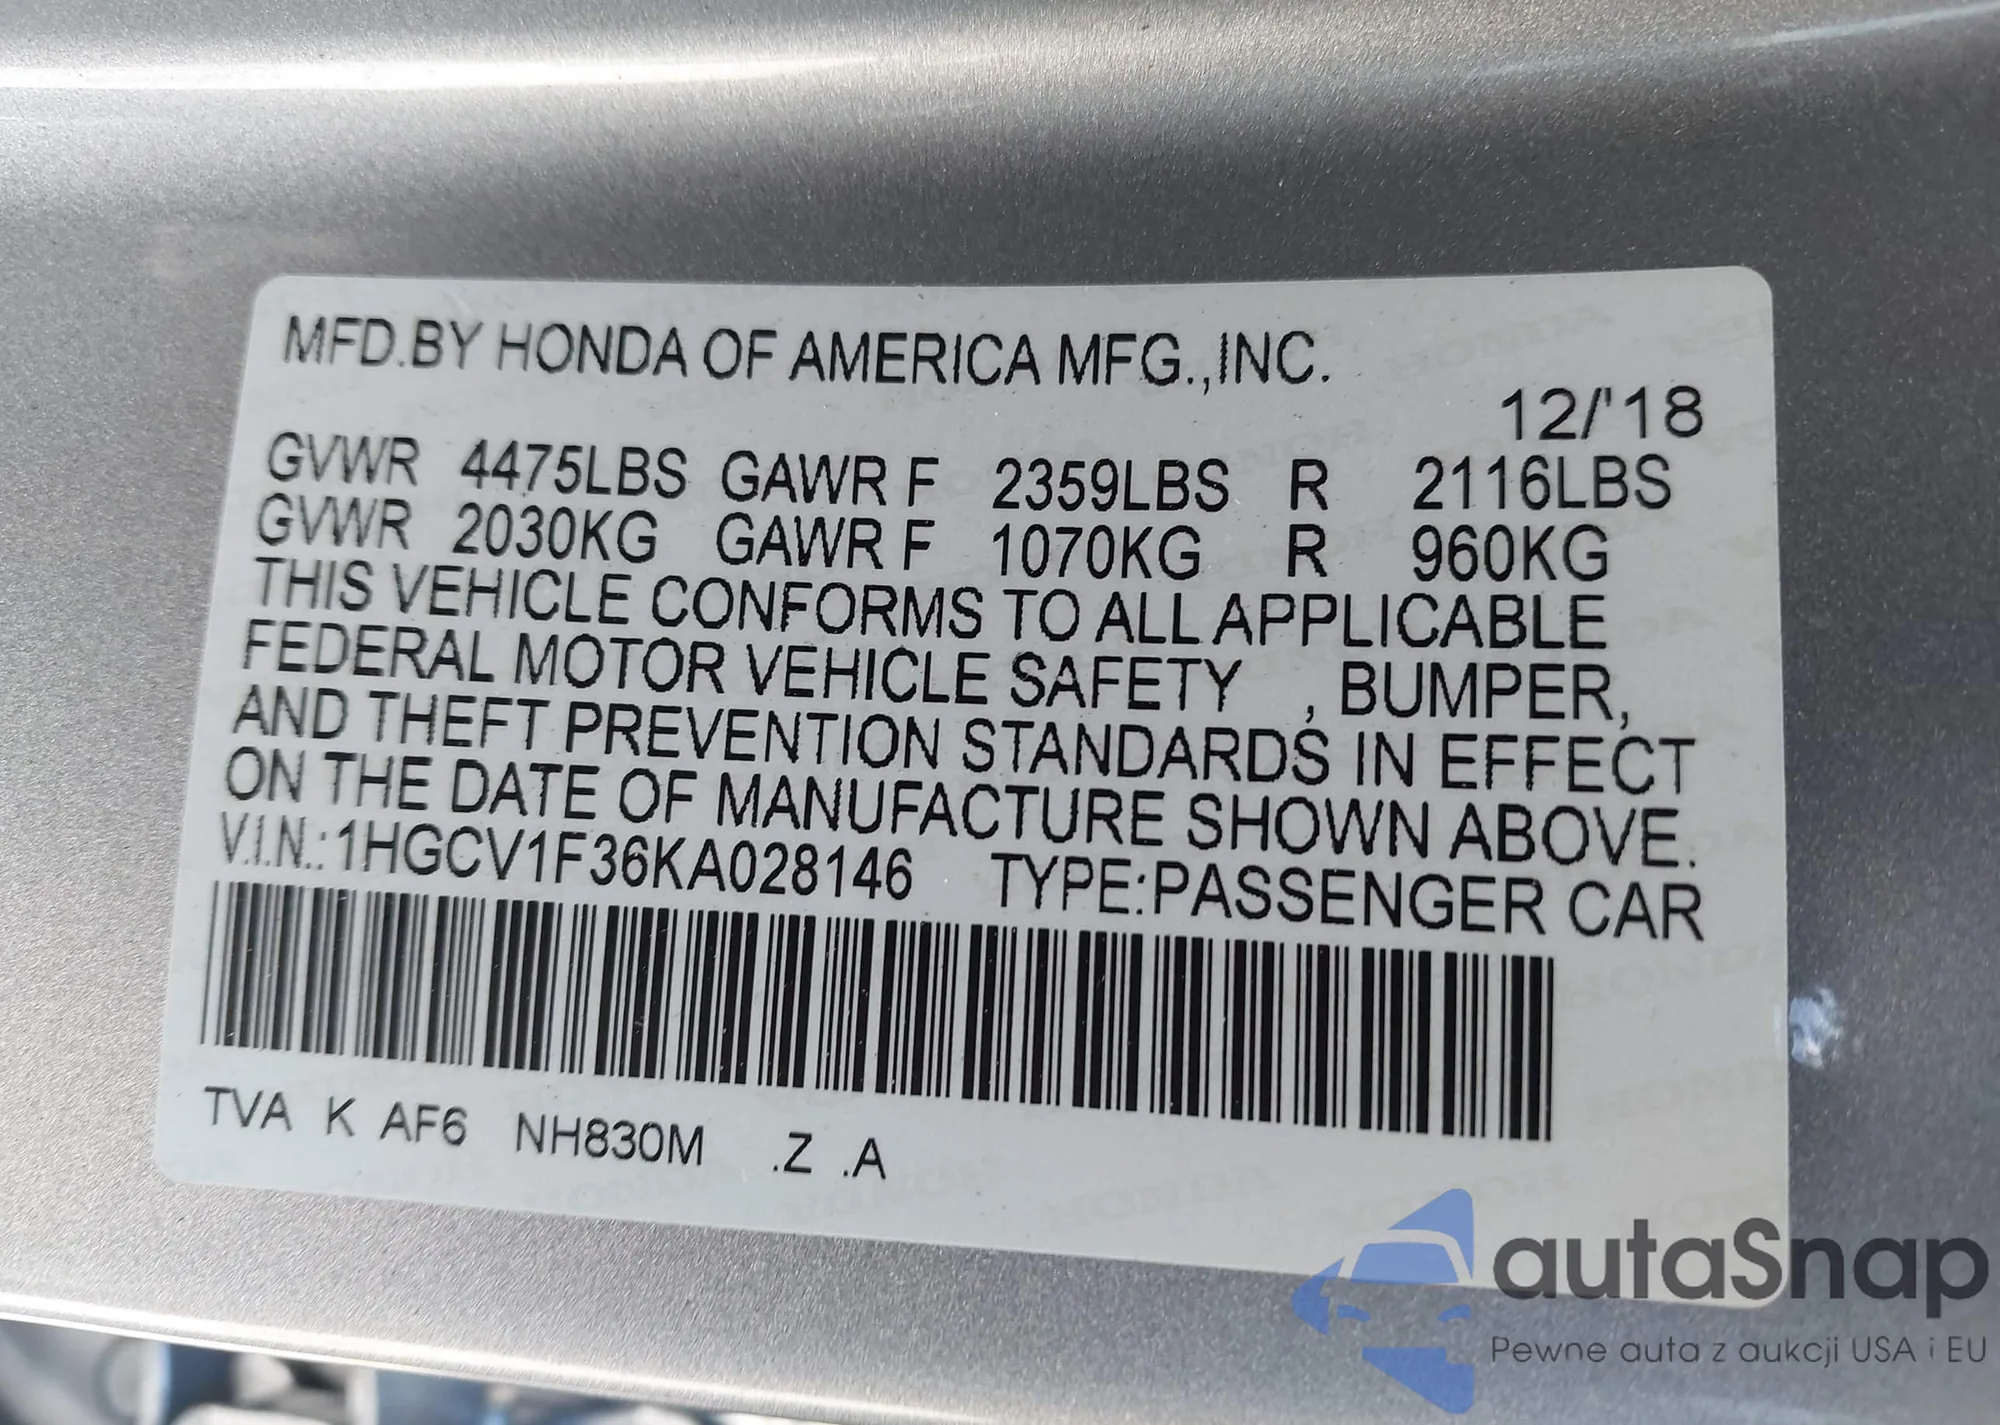 MFD.BY HONDA OF AMERICA MFG.,INC.
12/'18
GVWR 4475LBS GAWR F 2359LBS R 2116LBS
GVWR 2030KG GAWR F 1070KG R 960KG
THIS VEHICLE CONFORMS TO ALL APPLICABLE
FEDERAL MOTOR VEHICLE SAFETY , BUMPER,
AND THEFT PREVENTION STANDARDS IN EFFECT
ON THE DATE OF MANUFACTURE SHOWN ABOVE.
V.I.N.:1HGCV1F36KA028146 TYPE:PASSENGER CAR
TVA K AF6 NH830M .Z .A
autaSnap
Pewne auta z aukcji USA i EU